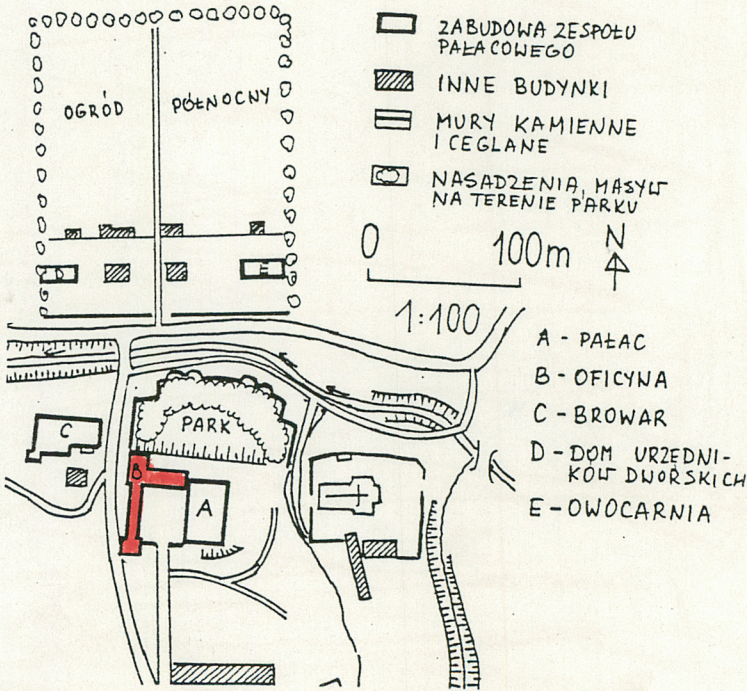 ZABUDOWA ZESPOŁU
PAŁACOWEGO
INNE BUDYNKI
MURY KAMIENNE
I CEGLANE
NASADZENIA, MASYW
NA TERENIE PARKU
0 100m N
1:100
OGRÓD PÓŁNOCNY
D E
PARK
C
B
A
A - PAŁAC
B - OFICYNA
C - BROWAR
D - DOM URZĘDNI-
KÓW DWORSKICH
E - OWOCARNIA